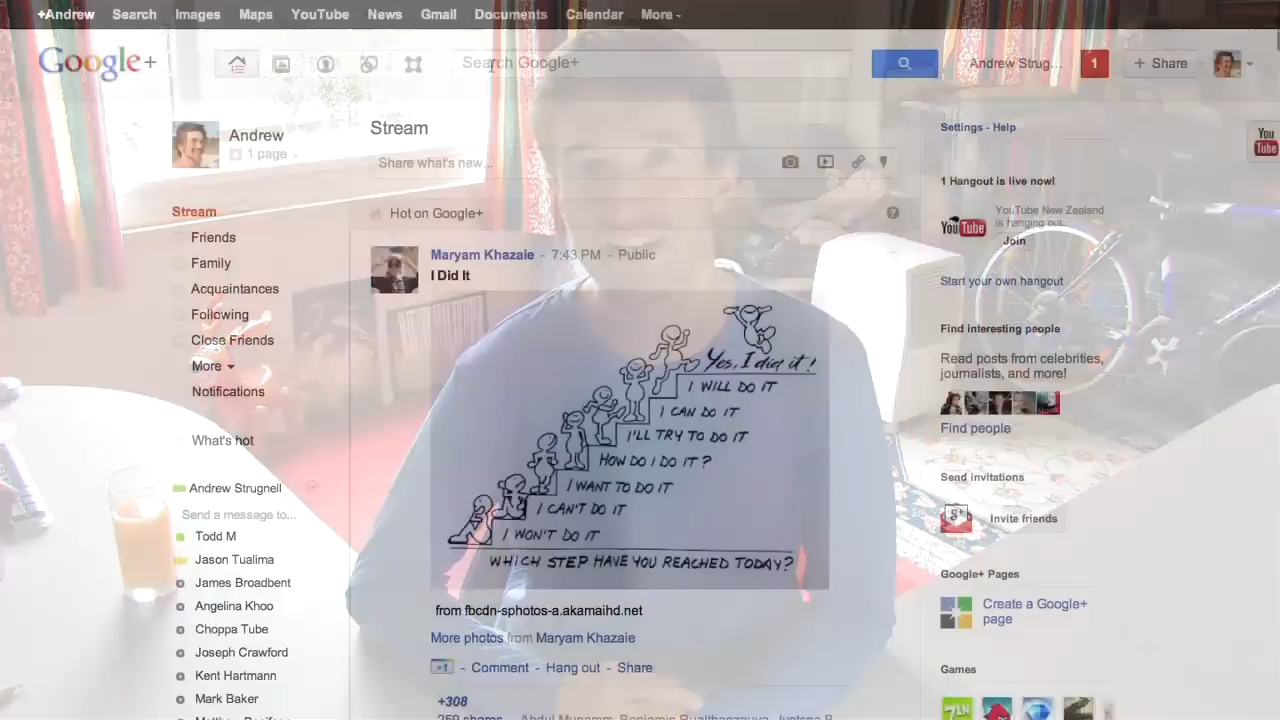 +Andrew Search Images Maps YouTube News Gmail Documents Calendar More
Google+
Search Google+
Andrew Strug...
1
+ Share
Andrew
1 page
Stream
Share what's new...
Settings - Help
You
Tube
Stream
Friends
Family
Acquaintances
Following
Close Friends
More
Notifications
What's hot
Andrew Strugnell
Send a message to...
Todd M
Jason Tualima
James Broadbent
Angelina Khoo
Choppa Tube
Joseph Crawford
Kent Hartmann
Mark Baker
Hot on Google+
Maryam Khazaie - 7:43 PM - Public
I Did It
Yes, I did it!
I WILL DO IT
I CAN DO IT
I'LL TRY TO DO IT
HOW DO I DO IT?
I WANT TO DO IT
I CAN'T DO IT
I WON'T DO IT
WHICH STEP HAVE YOU REACHED TODAY?
from fbcdn-sphotos-a.akamaihd.net
More photos from Maryam Khazaie
+1 - Comment - Hang out - Share
+308
259 shares
1 Hangout is live now!
You Tube
YouTube New Zealand
is hanging out.
Join
Start your own hangout
Find interesting people
Read posts from celebrities,
journalists, and more!
Find people
Send invitations
g+
Invite friends
Google+ Pages
Create a Google+
page
Games
7LN